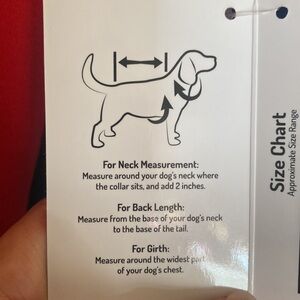 For Neck Measurement:
Measure around your dog's neck where
the collar sits, and add 2 inches.
For Back Length:
Measure from the base of your dog's neck
to the base of the tail.
For Girth:
Measure around the widest part
of your dog's chest.
Size Chart
Approximate Size Range